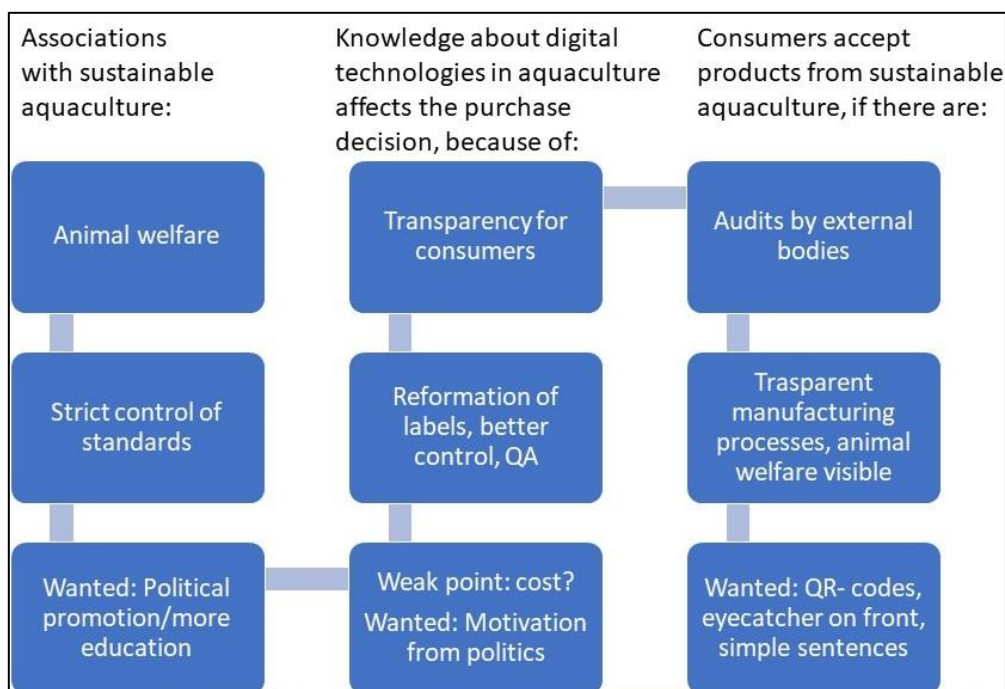 Associations
with sustainable
aquaculture:
Knowledge about digital
technologies in aquaculture
affects the purchase
decision, because of:
Consumers accept
products from sustainable
aquaculture, if there are:
Animal welfare
Strict control of
standards
Wanted: Political
promotion/more
education
Transparency for
consumers
Reformation of
labels, better
control, QA
Weak point: cost?
Wanted: Motivation
from politics
Audits by external
bodies
Trasparent
manufacturing
processes, animal
welfare visible
Wanted: QR- codes,
eyecatcher on front,
simple sentences